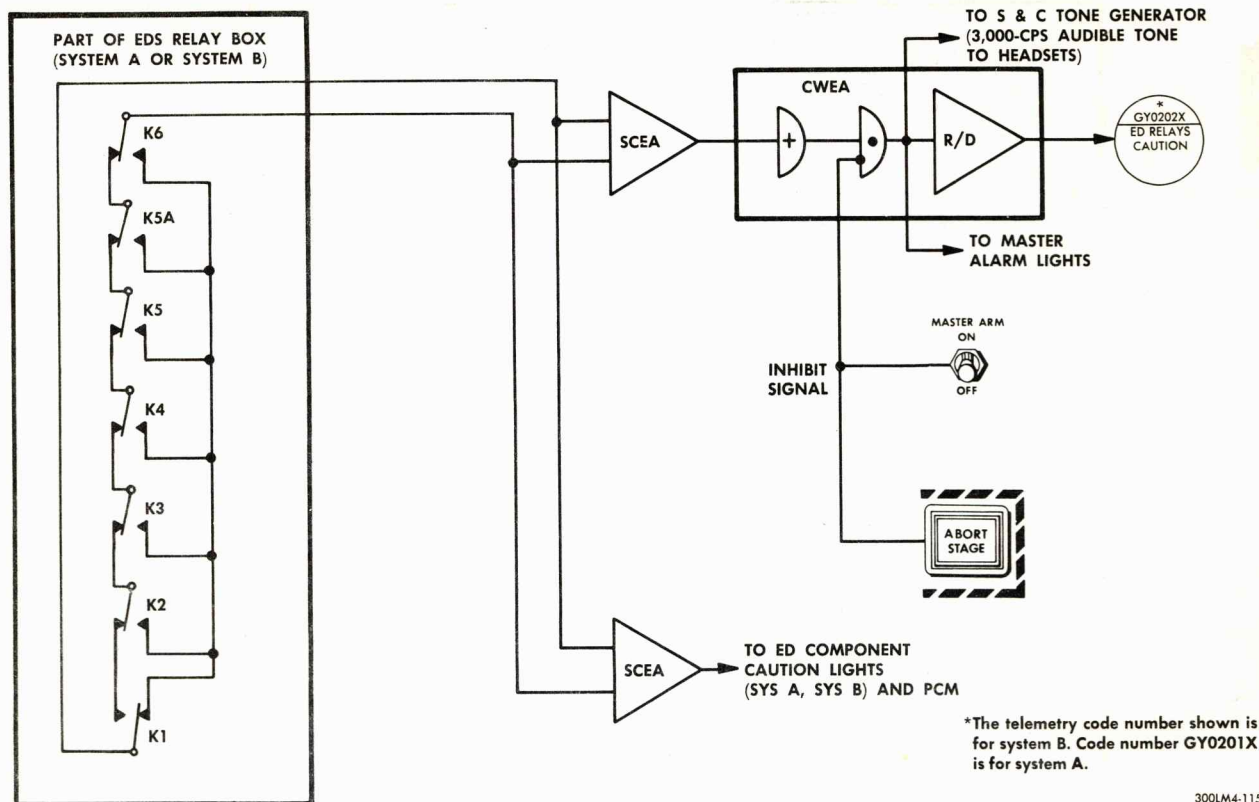 PART OF EDS RELAY BOX
(SYSTEM A OR SYSTEM B)
K6
K5A
K5
K4
K3
K2
K1
SCEA
CWEA
+
•
R/D
TO S & C TONE GENERATOR
(3,000-CPS AUDIBLE TONE
TO HEADSETS)
*
GY0202X
ED RELAYS
CAUTION
TO MASTER
ALARM LIGHTS
MASTER ARM
ON
OFF
INHIBIT
SIGNAL
ABORT
STAGE
SCEA
TO ED COMPONENT
CAUTION LIGHTS
(SYS A, SYS B) AND PCM
*The telemetry code number shown is
for system B. Code number GY0201X
is for system A.
300LM4-115